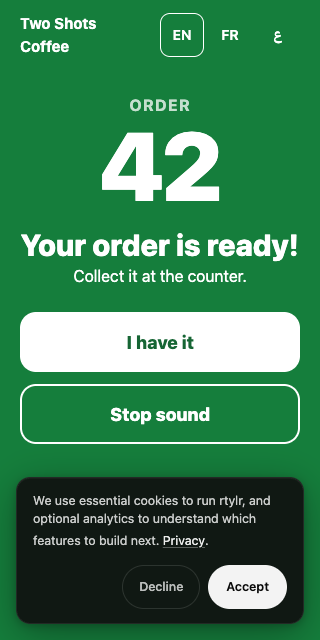 Two Shots
Coffee
EN FR ع
ORDER
42
Your order is ready!
Collect it at the counter.
I have it
Stop sound
We use essential cookies to run rtylr, and
optional analytics to understand which
features to build next. Privacy.
Decline Accept